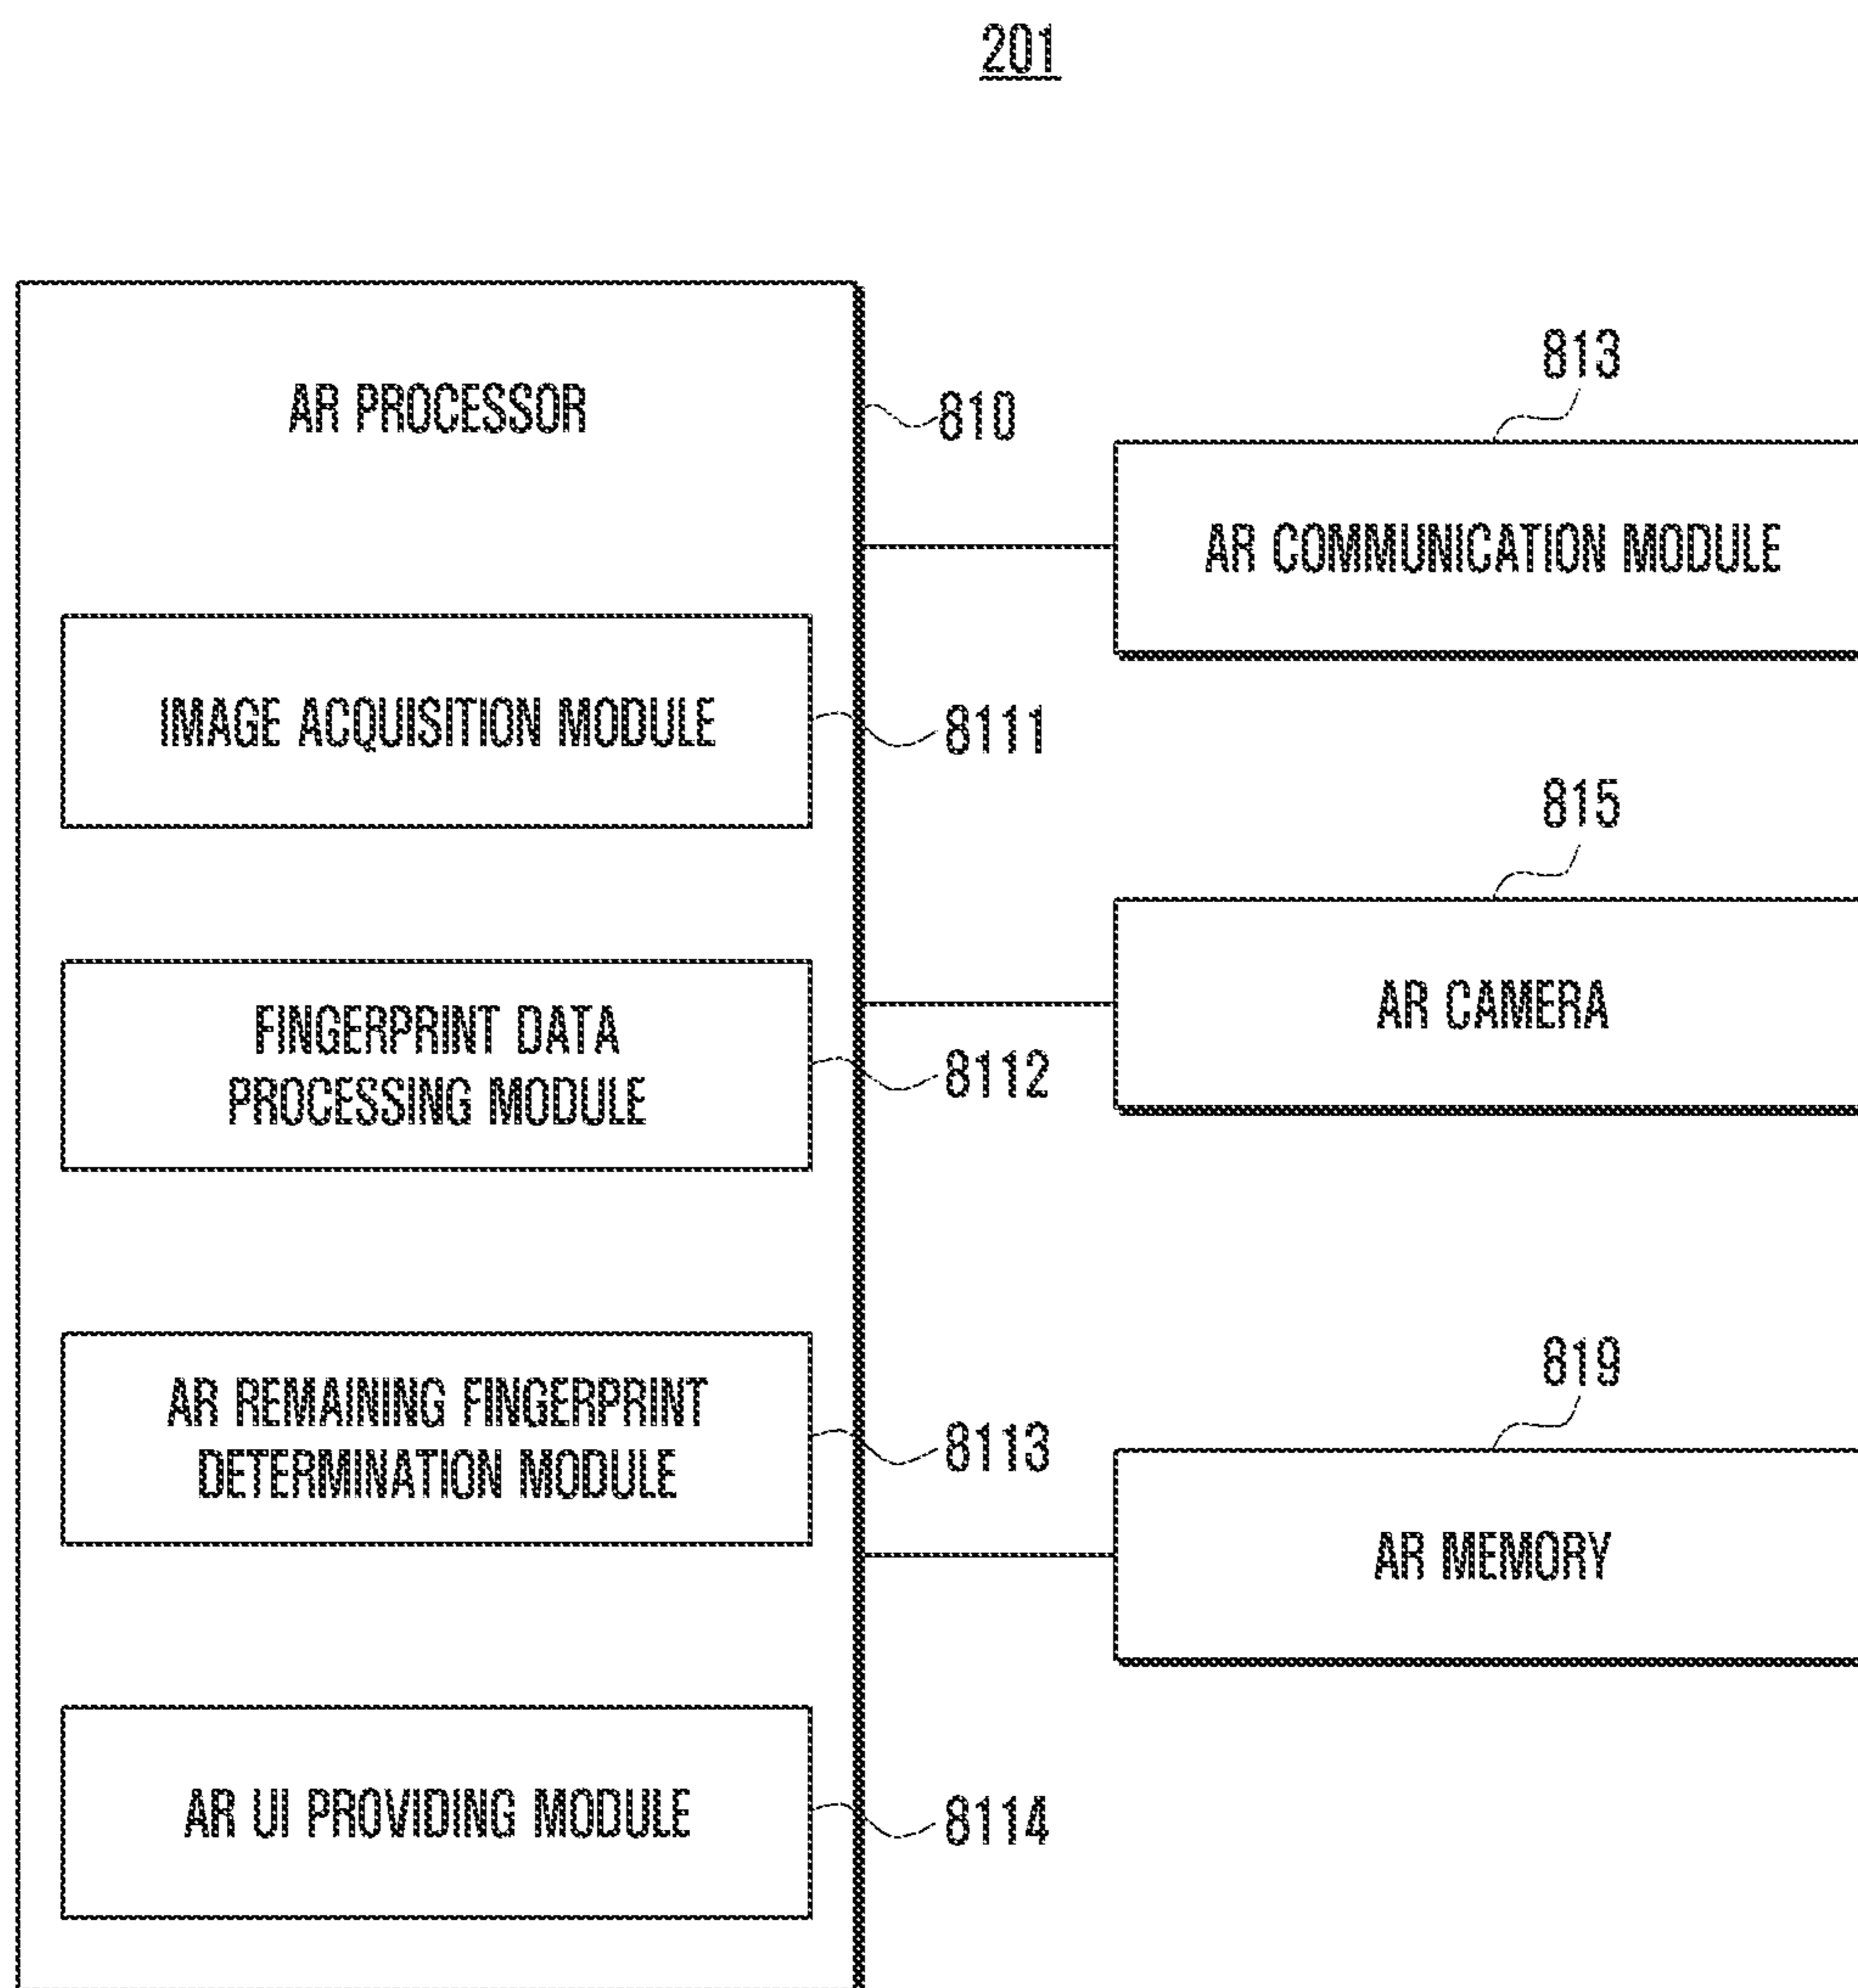 201
AR PROCESSOR
810
813
AR COMMUNICATION MODULE
IMAGE ACQUISITION MODULE
8111
815
AR CAMERA
FINGERPRINT DATA
PROCESSING MODULE
8112
AR REMAINING FINGERPRINT
DETERMINATION MODULE
8113
819
AR MEMORY
AR UI PROVIDING MODULE
8114